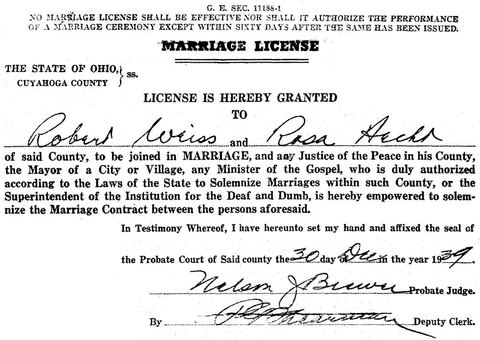 G. E. SEC. 11188-1
NO MARRIAGE LICENSE SHALL BE EFFECTIVE NOR SHALL IT AUTHORIZE THE PERFORMANCE
OF A MARRIAGE CEREMONY EXCEPT WITHIN SIXTY DAYS AFTER THE SAME HAS BEEN ISSUED.
MARRIAGE LICENSE
THE STATE OF OHIO, } ss.
CUYAHOGA COUNTY
LICENSE IS HEREBY GRANTED
TO
Robert Weiss and Rosa Hecht
of said County, to be joined in MARRIAGE, and any Justice of the Peace in his County,
the Mayor of a City or Village, any Minister of the Gospel, who is duly authorized
according to the Laws of the State to Solemnize Marriages within such County, or the
Superintendent of the Institution for the Deaf and Dumb, is hereby empowered to solem-
nize the Marriage Contract between the persons aforesaid.
In Testimony Whereof, I have hereunto set my hand and affixed the seal of
the Probate Court of Said county the 30 day of Dec in the year 1939
Nelson J Brewer Probate Judge.
By Deputy Clerk.